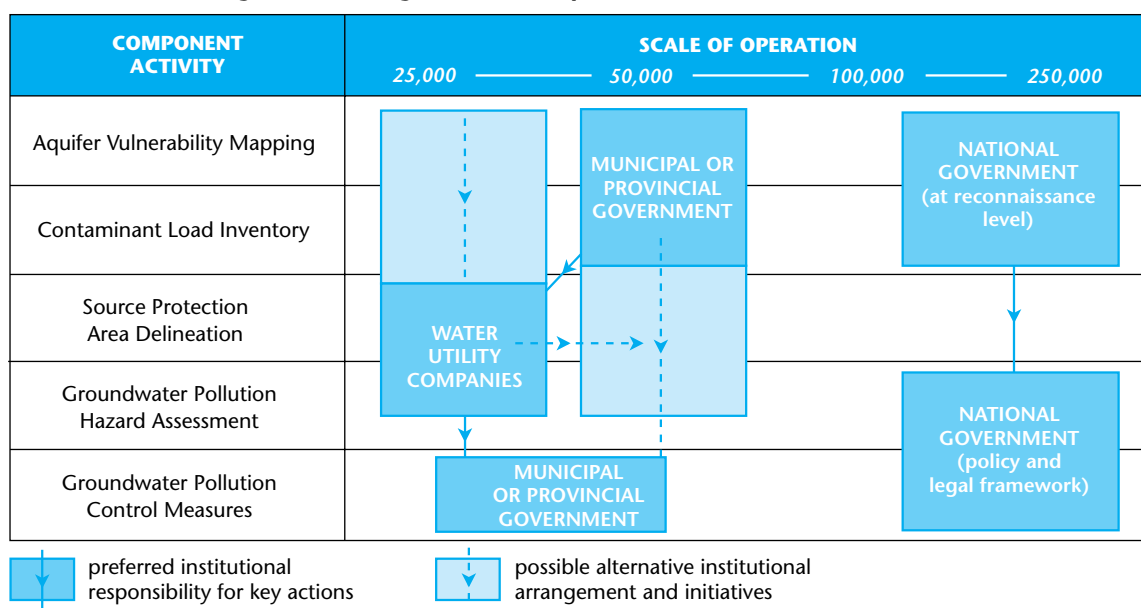 COMPONENT
ACTIVITY
SCALE OF OPERATION
25,000
50,000
100,000
250,000
Aquifer Vulnerability Mapping
Contaminant Load Inventory
Source Protection
Area Delineation
Groundwater Pollution
Hazard Assessment
Groundwater Pollution
Control Measures
MUNICIPAL OR
PROVINCIAL
GOVERNMENT
NATIONAL
GOVERNMENT
(at reconnaissance
level)
WATER
UTILITY
COMPANIES
NATIONAL
GOVERNMENT
(policy and
legal framework)
MUNICIPAL
OR PROVINCIAL
GOVERNMENT
preferred institutional
responsibility for key actions
possible alternative institutional
arrangement and initiatives